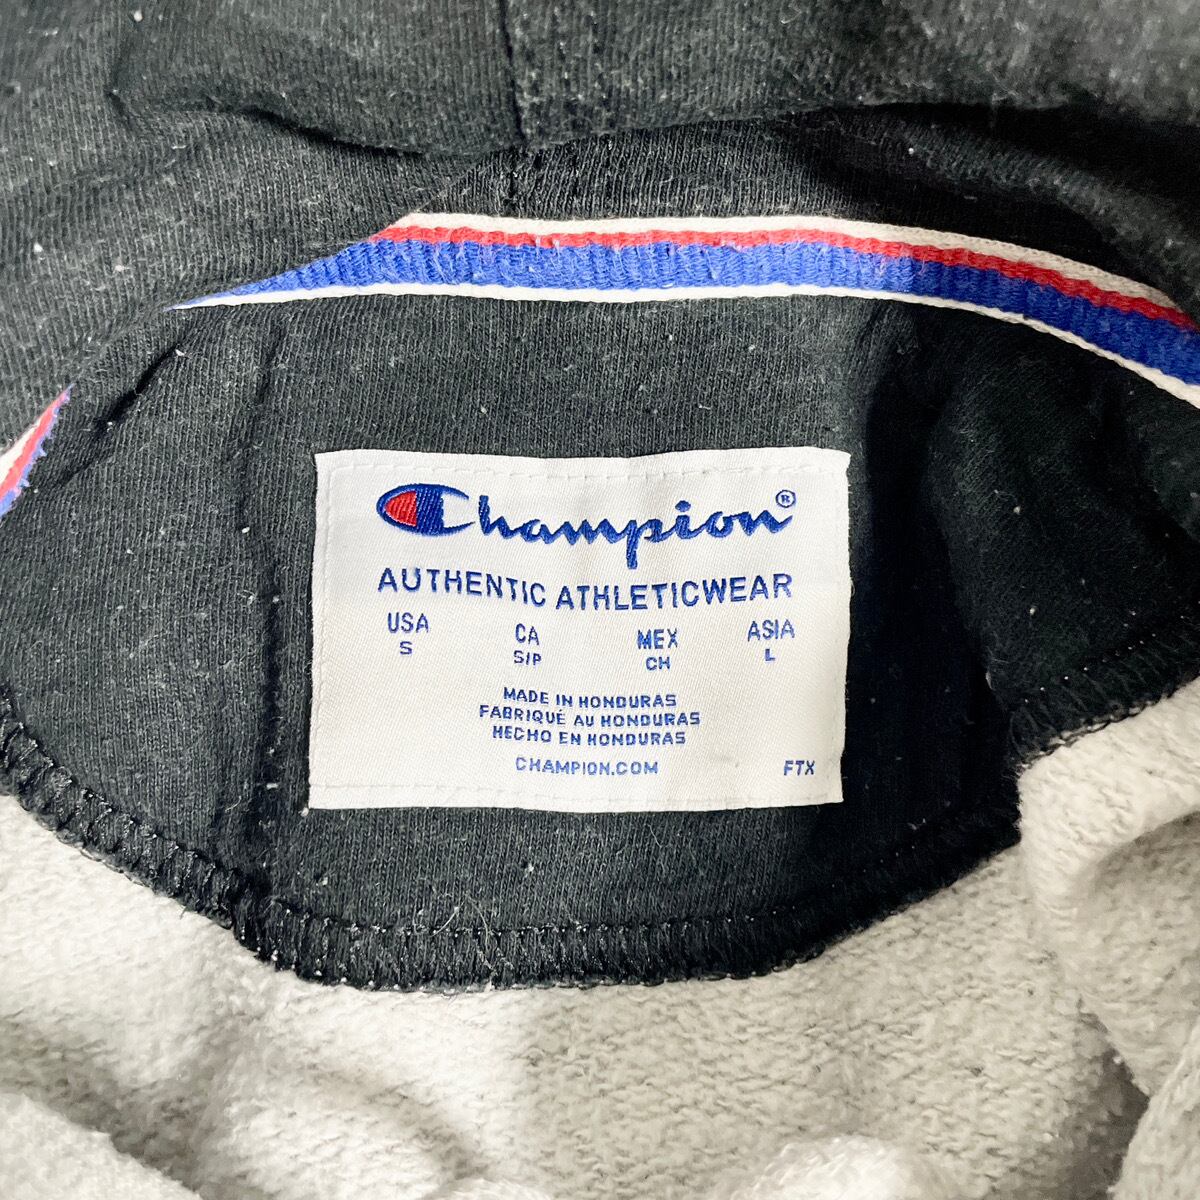 Champion®
AUTHENTIC ATHLETICWEAR
USA CA MEX ASIA
S S/P CH L
MADE IN HONDURAS
FABRIQUÉ AU HONDURAS
HECHO EN HONDURAS
CHAMPION.COM FTX